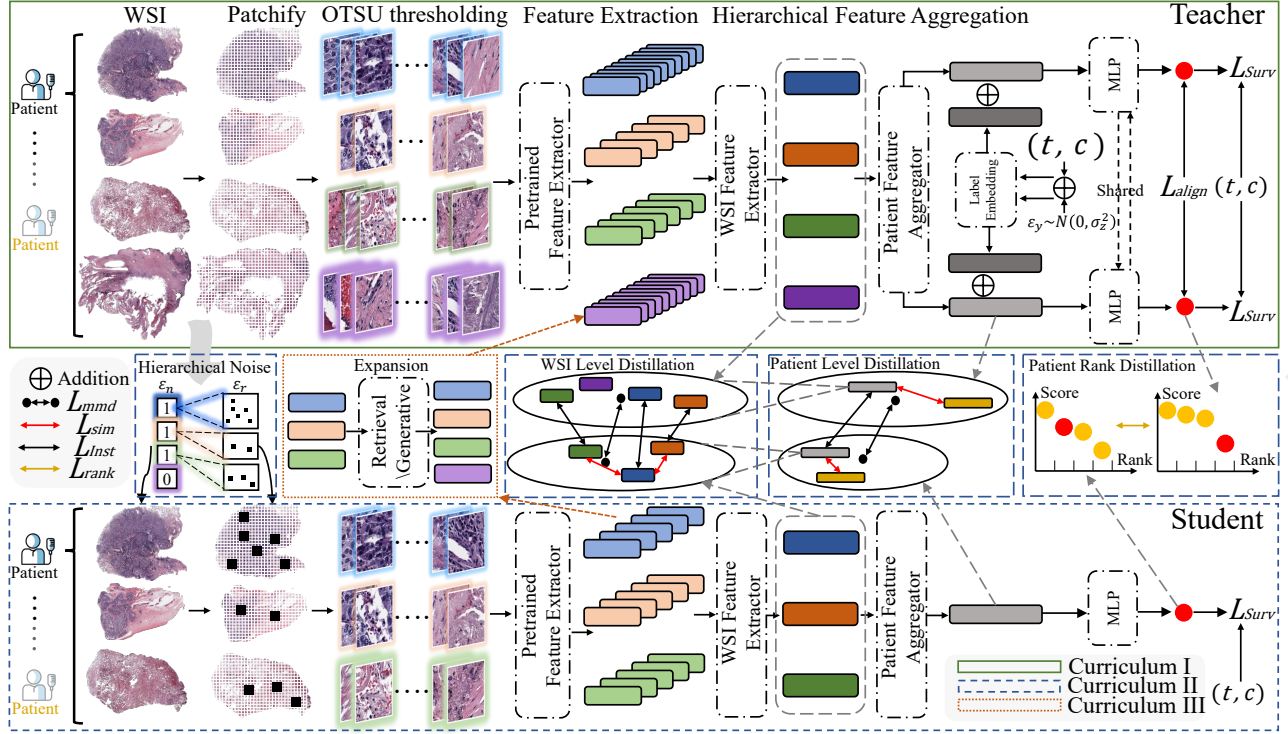 WSI
Patchify
OTSU thresholding
Feature Extraction
Hierarchical Feature Aggregation
Teacher
Patient
Patient
Pretrained
Feature Extractor
WSI Feature
Extractor
Patient Feature
Aggregator
Label
Embedding
(t, c)
ε_y~N(0,σ_z^2)
MLP
Shared
MLP
L_Surv
L_align
(t, c)
L_Surv
Addition
L_mmd
L_sim
L_Inst
L_rank
Hierarchical Noise
ε_n
ε_r
1
1
1
0
Expansion
Retrieval
\Generative
WSI Level Distillation
Patient Level Distillation
Patient Rank Distillation
Score
Rank
Score
Rank
Student
Patient
Patient
Pretrained
Feature Extractor
WSI Feature
Extractor
Patient Feature
Aggregator
MLP
L_Surv
(t, c)
Curriculum I
Curriculum II
Curriculum III